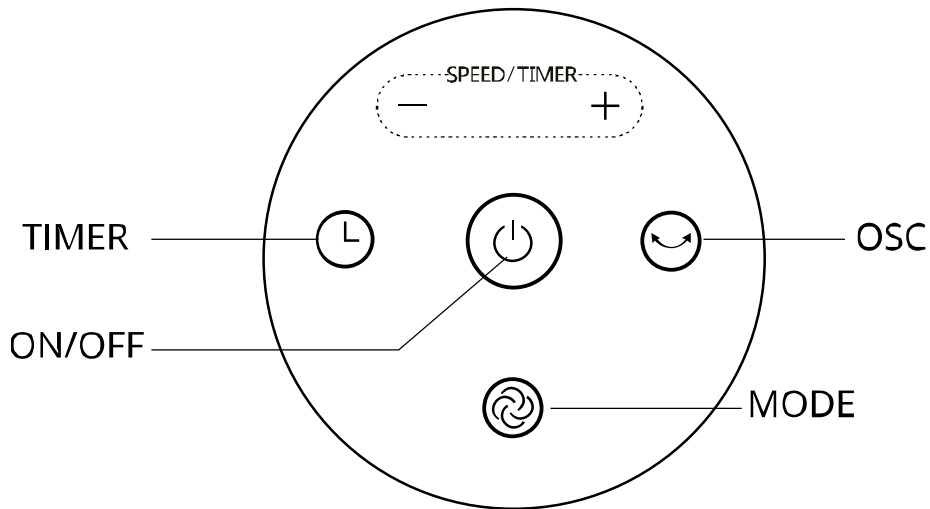 SPEED/TIMER
− +
TIMER
OSC
ON/OFF
MODE